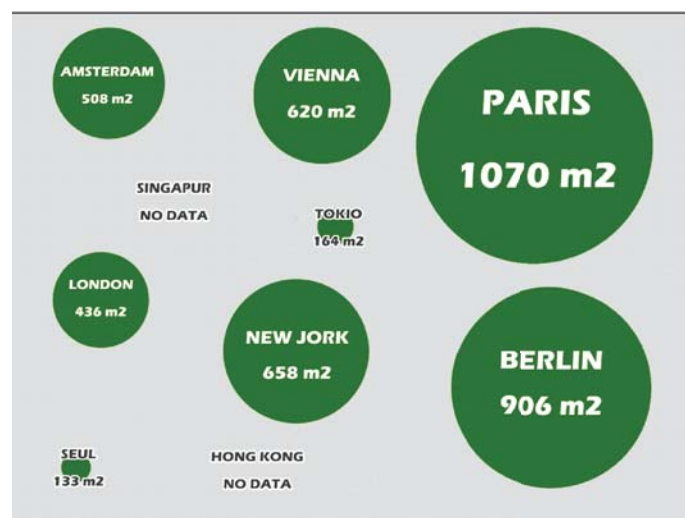 AMSTERDAM
508 m2
VIENNA
620 m2
PARIS
1070 m2
SINGAPUR
NO DATA
TOKIO
164 m2
LONDON
436 m2
NEW JORK
658 m2
BERLIN
906 m2
SEUL
133 m2
HONG KONG
NO DATA